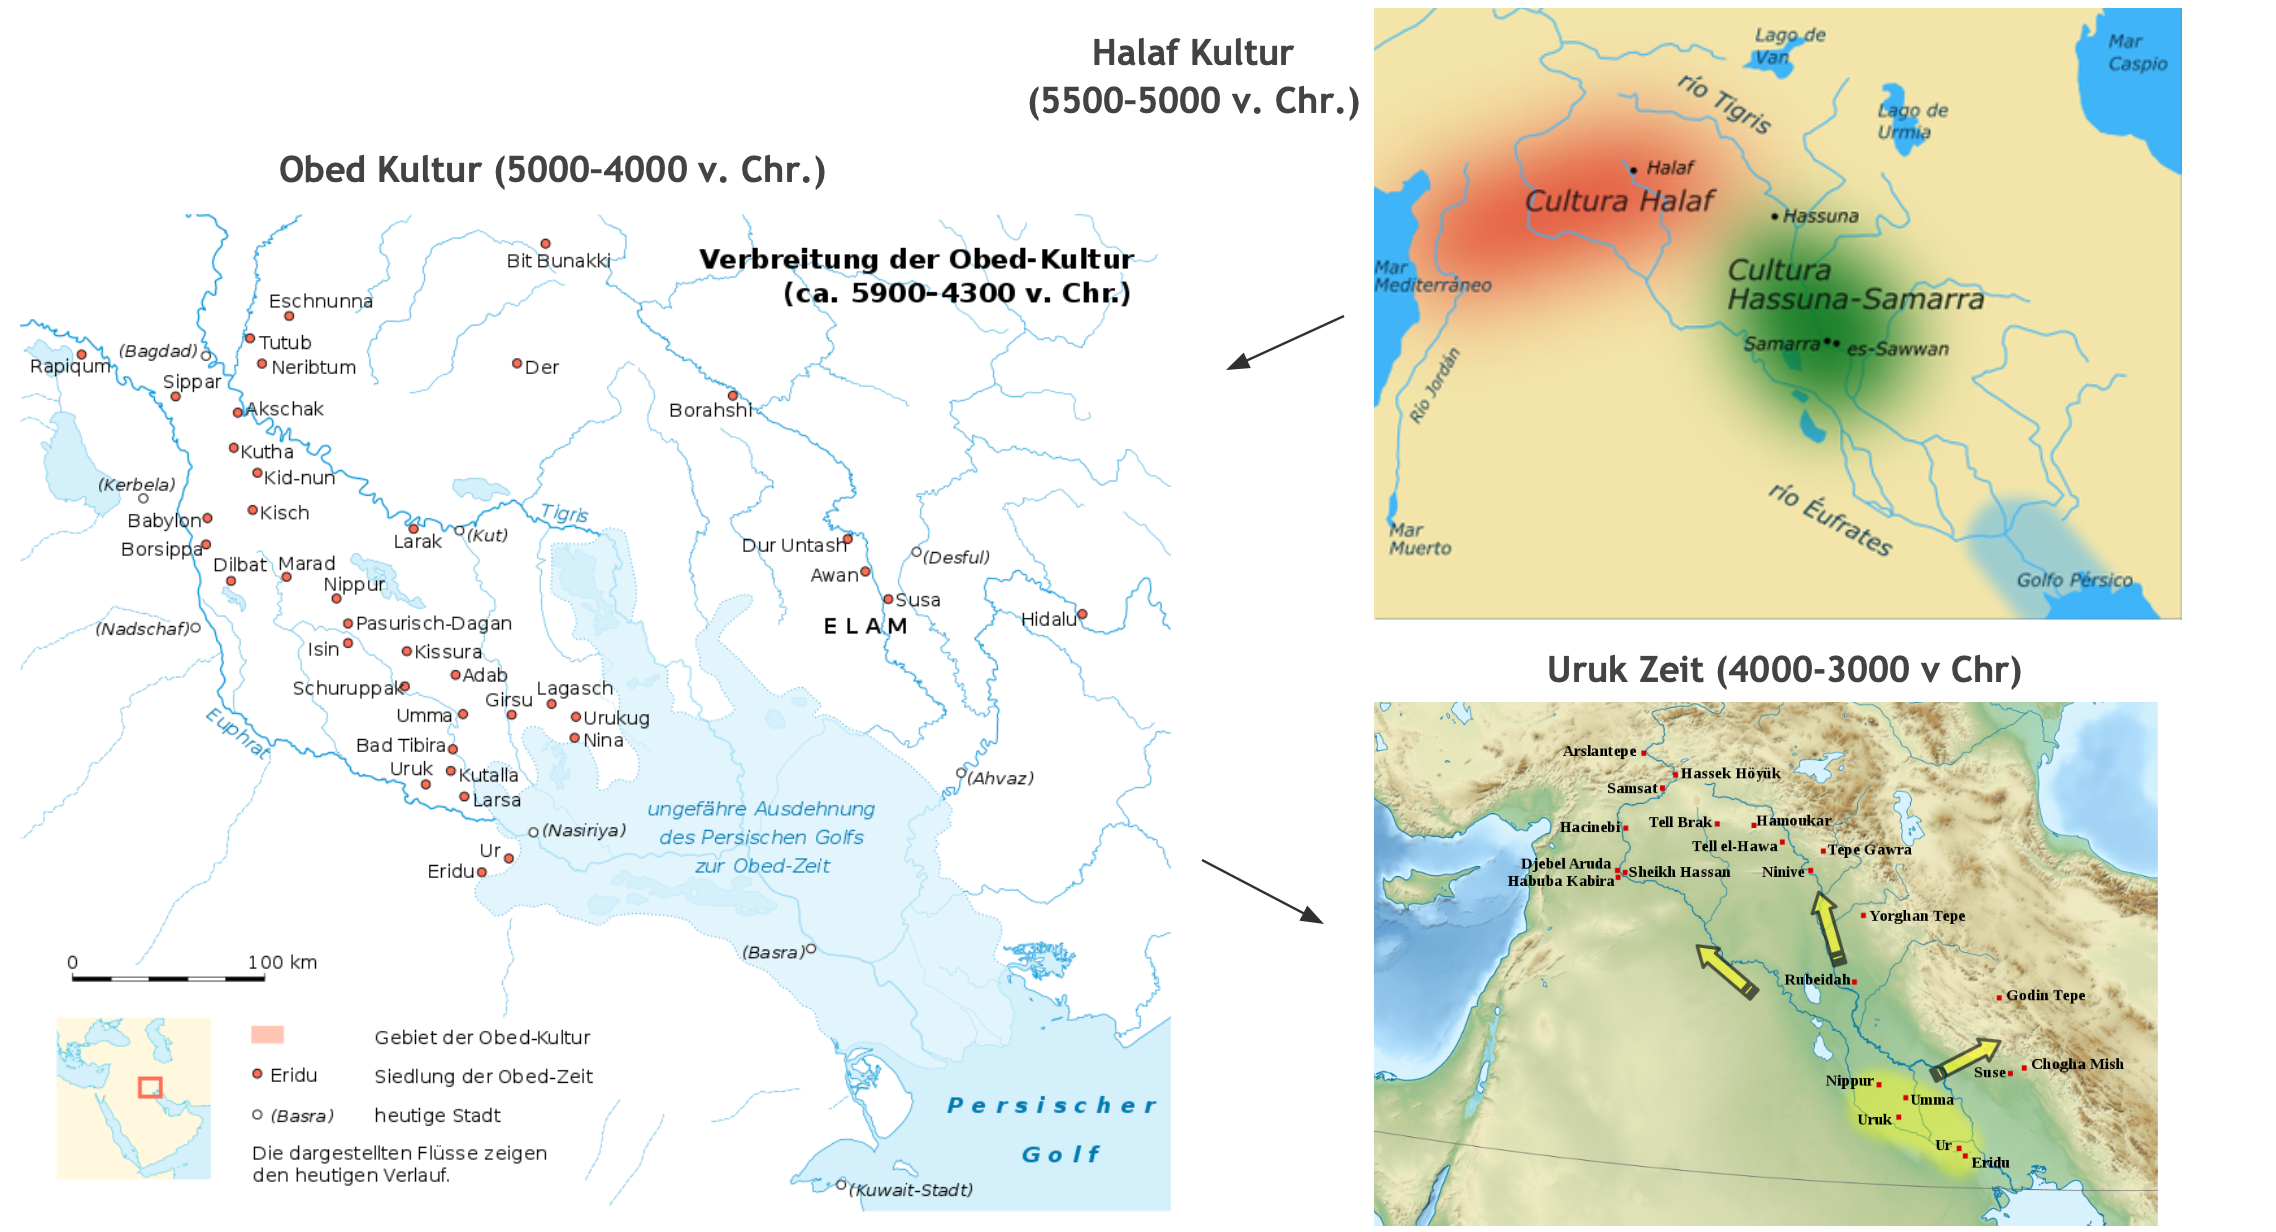 Halaf Kultur
(5500-5000 v. Chr.)
Obed Kultur (5000-4000 v. Chr.)
Verbreitung der Obed-Kultur
(ca. 5900–4300 v. Chr.)
Bit Bunakki
Eschnunna
Tutub
(Bagdad)
Neribtum
Rapiqum
Der
Sippar
Akschak
Borahshi
Kutha
Kid-nun
(Kerbela)
Kisch
Babylon
Tigris
Larak
(Kut)
Borsippa
Dur Untash
(Desful)
Dilbat
Marad
Awan
Nippur
Susa
(Nadschaf)
Pasurisch-Dagan
ELAM
Hidalu
Isin
Kissura
Adab
Schuruppak
Lagasch
Girsu
Umma
Urukug
Euphrat
Bad Tibira
Nina
Uruk
Kutalla
(Ahvaz)
Larsa
ungefähre Ausdehnung
des Persischen Golfs
zur Obed-Zeit
(Nasiriya)
Ur
Eridu
(Basra)
0
100 km
Gebiet der Obed-Kultur
Eridu
Siedlung der Obed-Zeit
(Basra)
heutige Stadt
Die dargestellten Flüsse zeigen
den heutigen Verlauf.
Persischer
Golf
(Kuwait-Stadt)
Lago de
Van
Mar
Caspio
río Tigris
Lago de
Urmia
Halaf
Cultura Halaf
Hassuna
Mar
Mediterráneo
Cultura
Hassuna-Samarra
Samarra
es-Sawwan
Río Jordán
río Éufrates
Mar
Muerto
Golfo Pérsico
Uruk Zeit (4000-3000 v Chr)
Arslantepe
Hassek Höyük
Samsat
Hacinebi
Tell Brak
Hamoukar
Tell el-Hawa
Tepe Gawra
Djebel Aruda
Habuba Kabira
Sheikh Hassan
Ninive
Yorghan Tepe
Rubeidah
Godin Tepe
Chogha Mish
Suse
Nippur
Umma
Uruk
Ur
Eridu